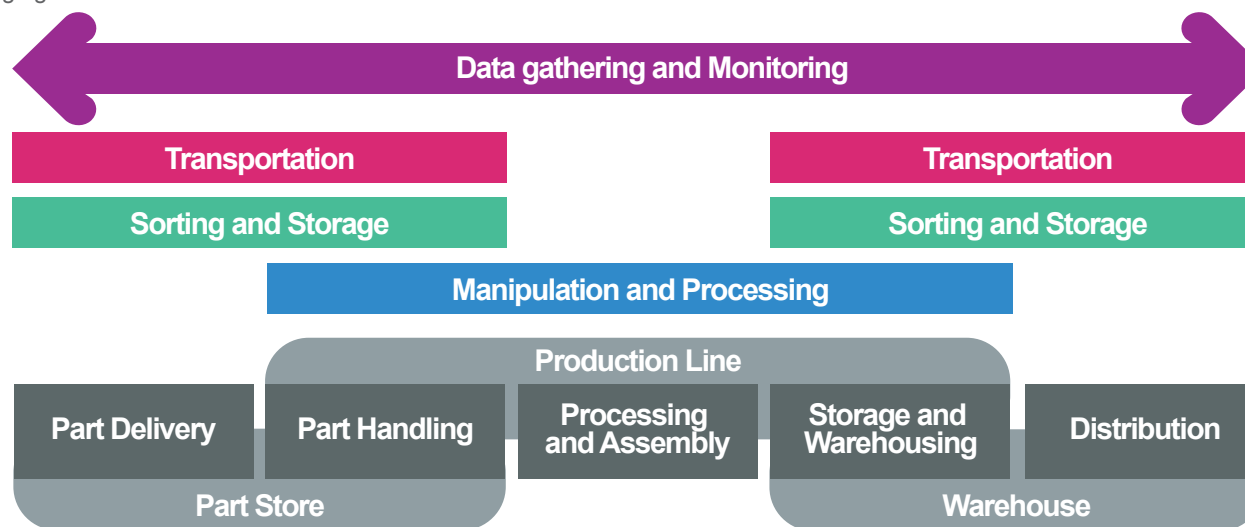 Data gathering and Monitoring
Transportation
Transportation
Sorting and Storage
Sorting and Storage
Manipulation and Processing
Production Line
Part Delivery
Part Handling
Processing
and Assembly
Storage and
Warehousing
Distribution
Part Store
Warehouse